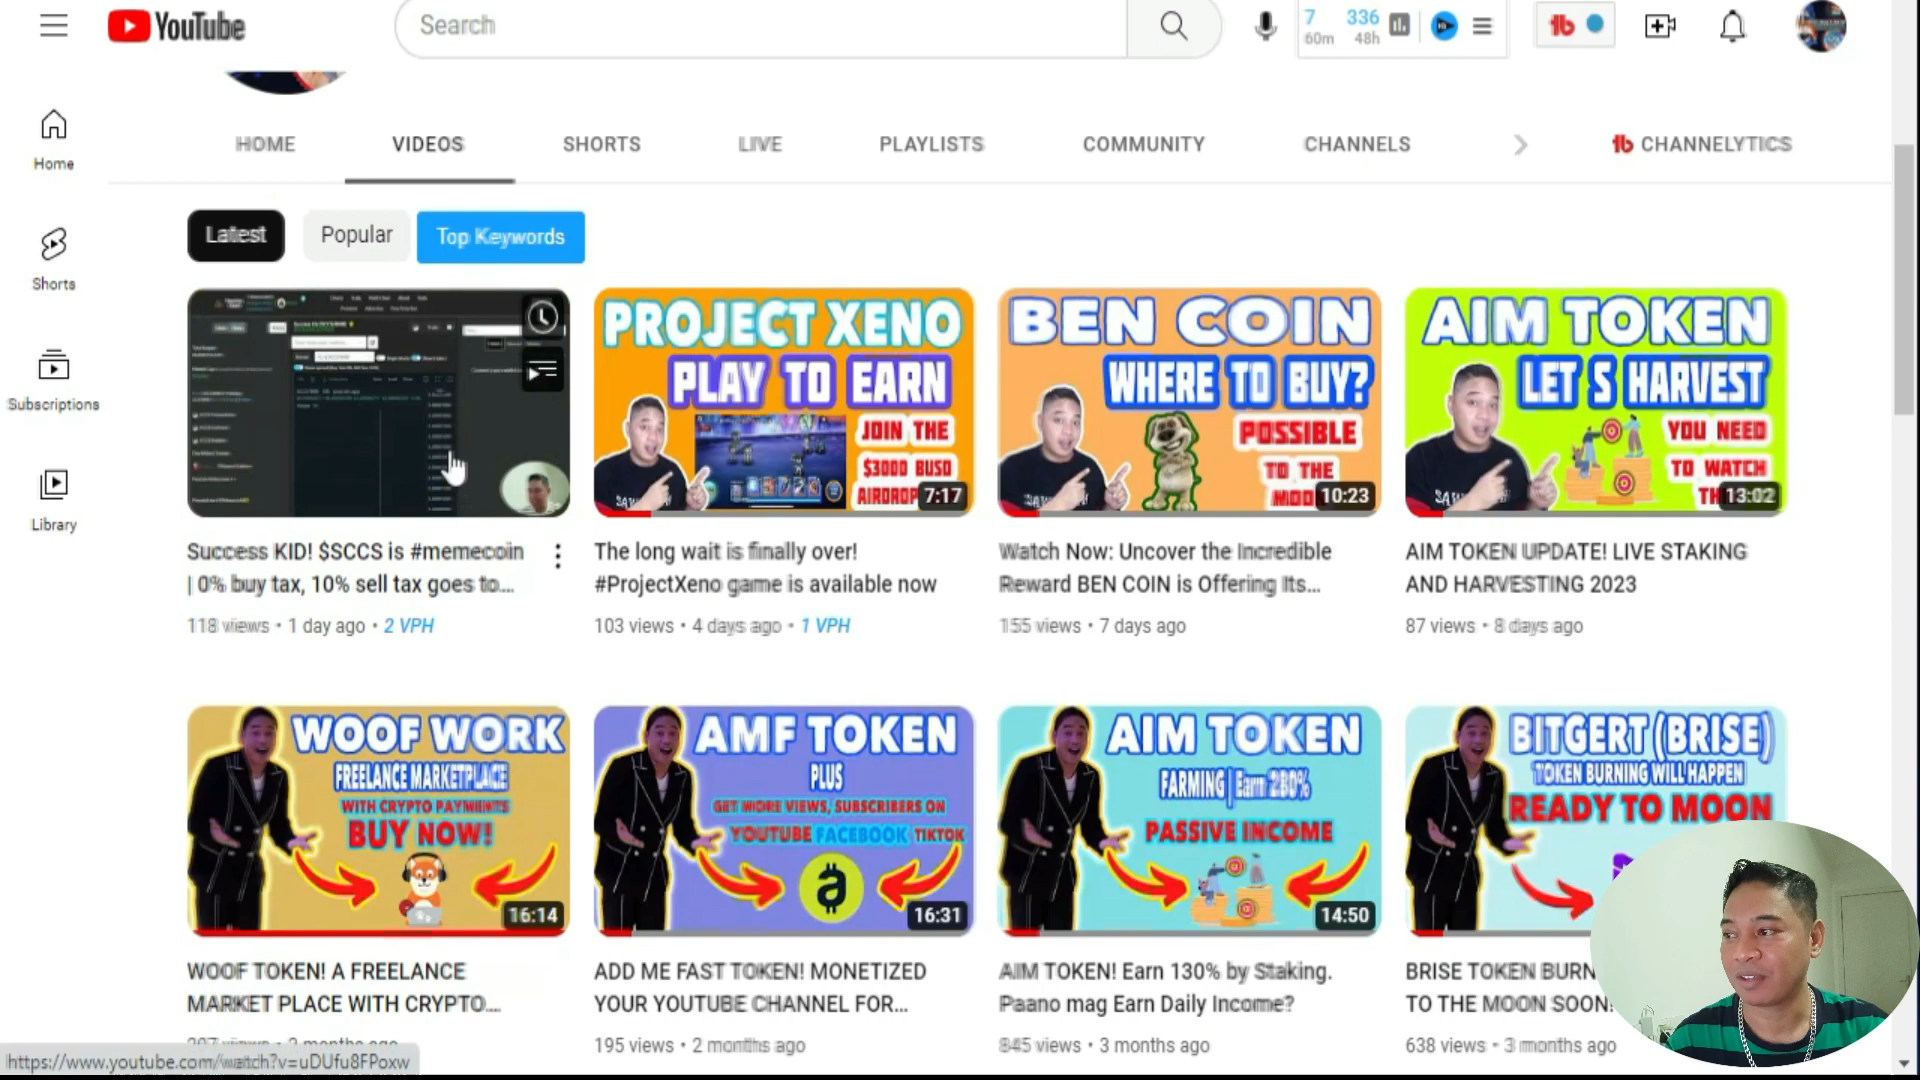 YouTube
Search
7
60m
336
48h
Home
Shorts
Subscriptions
Library
HOME
VIDEOS
SHORTS
LIVE
PLAYLISTS
COMMUNITY
CHANNELS
CHANNELYTICS
Latest
Popular
Top Keywords
PROJECT XENO
PLAY TO EARN
JOIN THE
$3000 BUSD
AIRDROP
7:17
BEN COIN
WHERE TO BUY?
POSSIBLE
TO THE
10:23
AIM TOKEN
LET S HARVEST
YOU NEED
TO WATCH
13:02
Success KID! $SCCS is #memecoin
| 0% buy tax, 10% sell tax goes to...
118 views • 1 day ago • 2 VPH
The long wait is finally over!
#ProjectXeno game is available now
103 views • 4 days ago • 1 VPH
Watch Now: Uncover the Incredible
Reward BEN COIN is Offering Its...
155 views • 7 days ago
AIM TOKEN UPDATE! LIVE STAKING
AND HARVESTING 2023
87 views • 8 days ago
WOOF WORK
FREELANCE MARKETPLACE
WITH CRYPTO PAYMENTS
BUY NOW!
16:14
AMF TOKEN
PLUS
GET MORE VIEWS, SUBSCRIBERS ON
YOUTUBE FACEBOOK TIKTOK
16:31
AIM TOKEN
FARMING | Earn 280%
PASSIVE INCOME
14:50
BITGERT (BRISE)
TOKEN BURNING WILL HAPPEN
READY TO MOON
WOOF TOKEN! A FREELANCE
MARKET PLACE WITH CRYPTO...
ADD ME FAST TOKEN! MONETIZED
YOUR YOUTUBE CHANNEL FOR...
195 views • 2 months ago
AIM TOKEN! Earn 130% by Staking.
Paano mag Earn Daily Income?
845 views • 3 months ago
BRISE TOKEN BURN
TO THE MOON SOON!
638 views • 3 months ago
https://www.youtube.com/watch?v=uDUfu8FPoxw